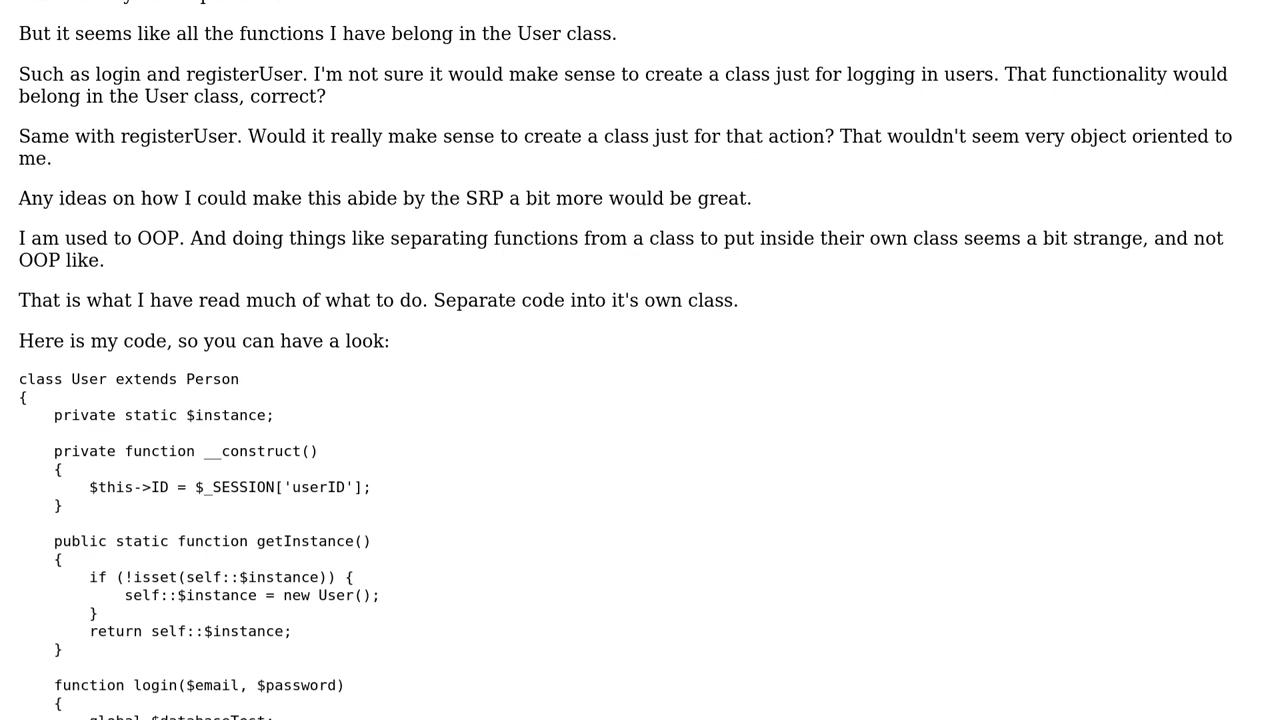 But it seems like all the functions I have belong in the User class.
Such as login and registerUser. I'm not sure it would make sense to create a class just for logging in users. That functionality would
belong in the User class, correct?
Same with registerUser. Would it really make sense to create a class just for that action? That wouldn't seem very object oriented to
me.
Any ideas on how I could make this abide by the SRP a bit more would be great.
I am used to OOP. And doing things like separating functions from a class to put inside their own class seems a bit strange, and not
OOP like.
That is what I have read much of what to do. Separate code into it's own class.
Here is my code, so you can have a look:
class User extends Person
{
    private static $instance;
    private function __construct()
    {
        $this->ID = $_SESSION['userID'];
    }
    public static function getInstance()
    {
        if (!isset(self::$instance)) {
            self::$instance = new User();
        }
        return self::$instance;
    }
    function login($email, $password)
    {
        global $databaseTest;